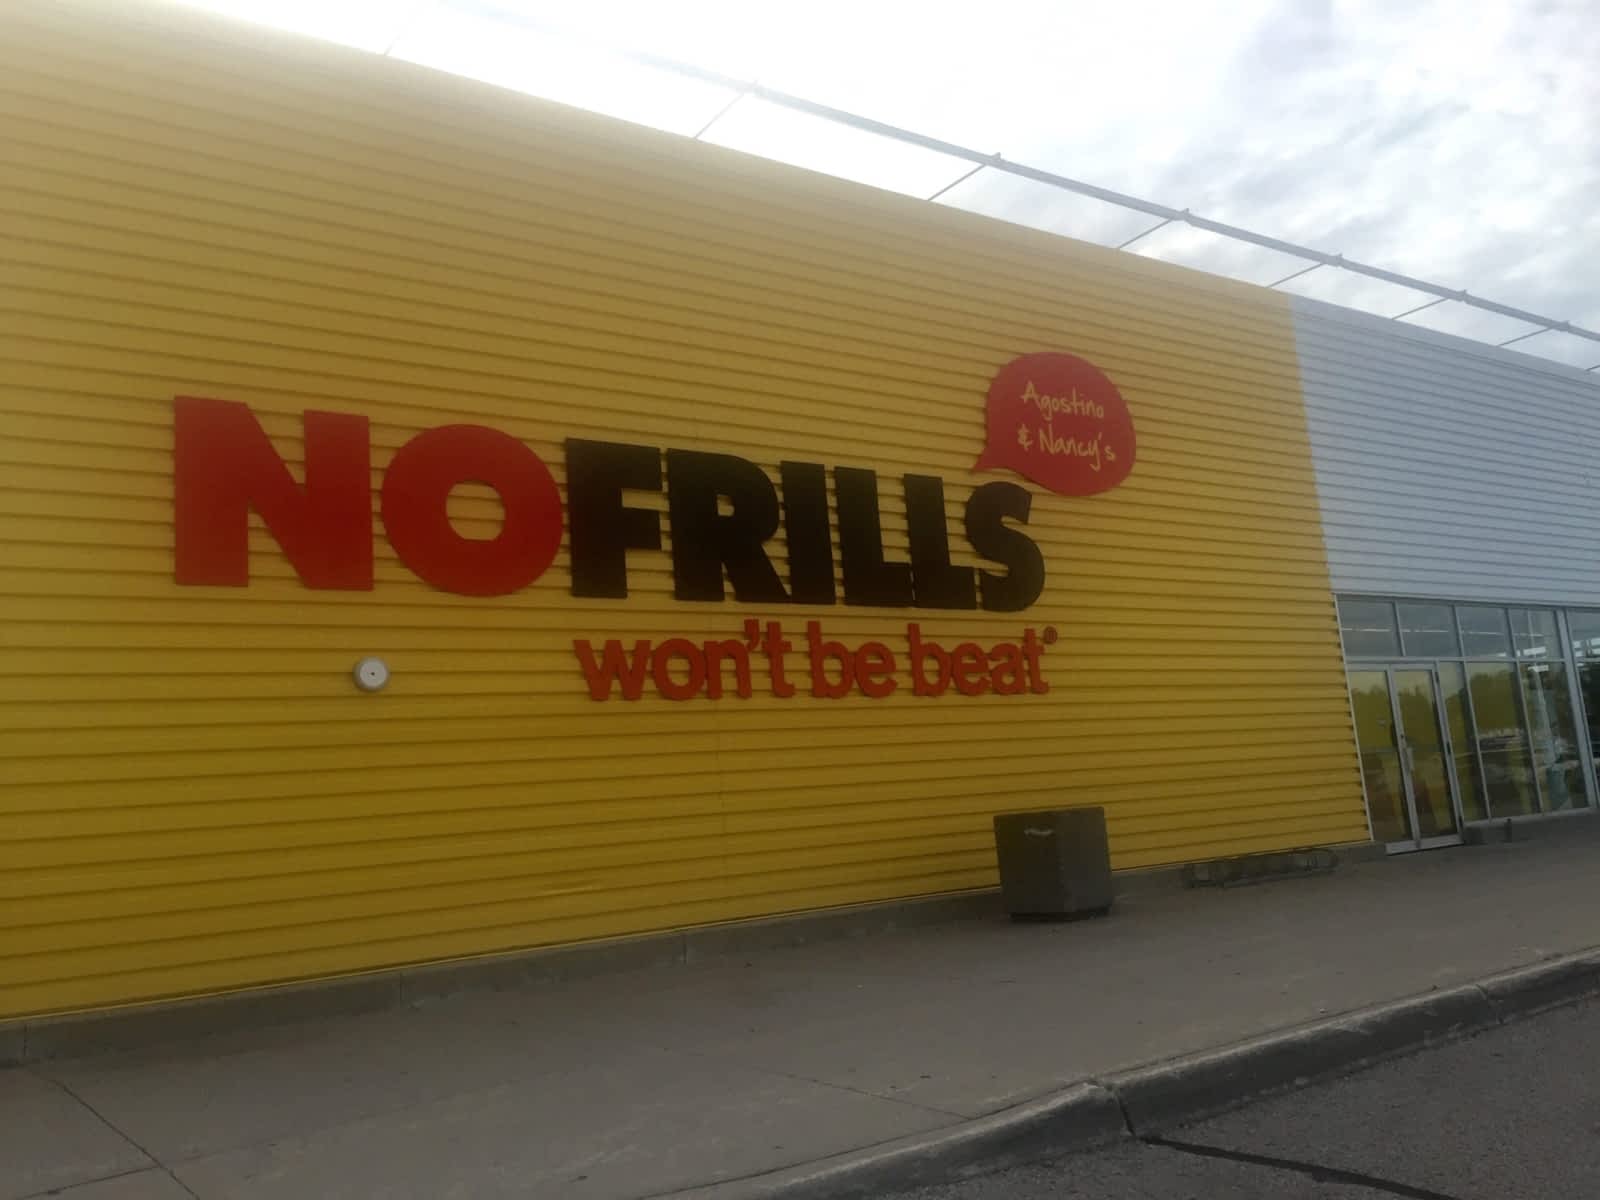 Agostino
& Nancy's
NOFRILLS
won't be beat®